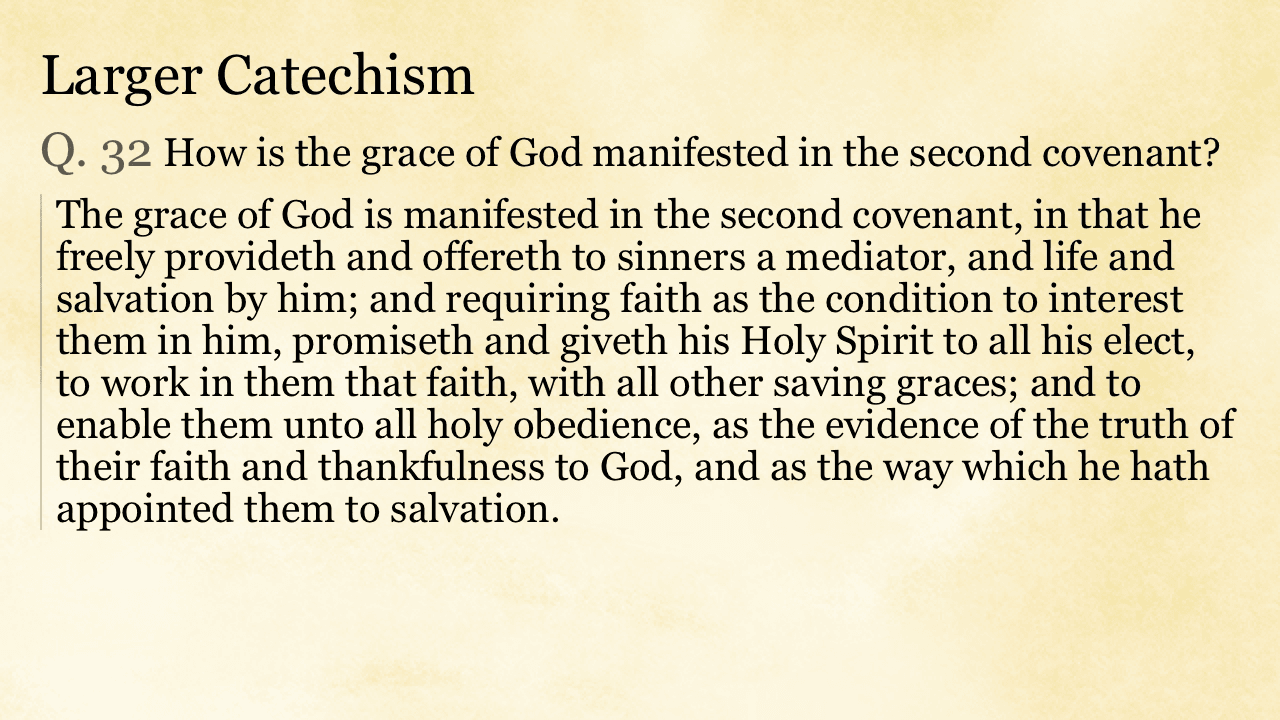 Larger Catechism
Q. 32 How is the grace of God manifested in the second covenant?
The grace of God is manifested in the second covenant, in that he
freely provideth and offereth to sinners a mediator, and life and
salvation by him; and requiring faith as the condition to interest
them in him, promiseth and giveth his Holy Spirit to all his elect,
to work in them that faith, with all other saving graces; and to
enable them unto all holy obedience, as the evidence of the truth of
their faith and thankfulness to God, and as the way which he hath
appointed them to salvation.